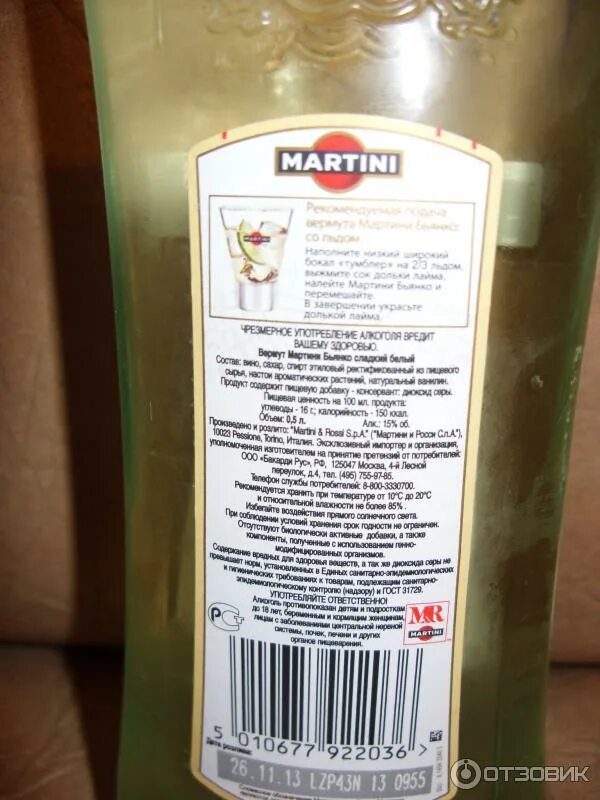 MARTINI
MARTINI
Рекомендуемая подача
вермута Мартини Бьянко:
со льдом
Наполните низкий широкий
бокал «тумблер» на 2/3 льдом,
выжмите сок дольки лайма,
налейте Мартини Бьянко и
перемешайте.
В завершении украсьте
долькой лайма.
ЧРЕЗМЕРНОЕ УПОТРЕБЛЕНИЕ АЛКОГОЛЯ ВРЕДИТ
ВАШЕМУ ЗДОРОВЬЮ.
Вермут Мартини Бьянко сладкий белый
Состав: вино, сахар, спирт этиловый ректификованный из пищевого
сырья, настои ароматических растений, натуральный ванилин.
Продукт содержит пищевую добавку - консервант: диоксид серы.
Пищевая ценность на 100 мл. продукта:
углеводы - 16 г.; калорийность - 150 ккал.
Объем: 0,5 л. Алк.: 15% об.
Произведено и розлито: "Martini & Rossi S.p.A." ("Мартини и Росси С.п.А."),
10023 Pessione, Torino, Италия. Эксклюзивный импортер и организация,
уполномоченная изготовителем на принятие претензий от потребителей:
ООО «Бакарди Рус», РФ, 125047 Москва, 4-й Лесной
переулок, д.4, тел. (495) 755-97-85.
Телефон службы потребителей: 8-800-3330700.
Рекомендуется хранить при температуре от 10°C до 20°C
и относительной влажности не более 85% .
Избегайте воздействия прямого солнечного света.
При соблюдении условий хранения срок годности не ограничен.
Отсутствуют биологически активные добавки, а также
компоненты, полученные с использованием генно-
модифицированных организмов.
Содержание вредных для здоровья веществ, а так же диоксида серы не
превышает норм, установленных в Единых санитарно-эпидемиологических
и гигиенических требованиях к товарам, подлежащим санитарно-
эпидемиологическому контролю (надзору) и ГОСТ 31729.
УПОТРЕБЛЯЙТЕ ОТВЕТСТВЕННО!
Алкоголь противопоказан детям и подросткам
до 18 лет, беременным и кормящим женщинам,
лицам с заболеваниями центральной нервной
системы, почек, печени и других
органов пищеварения.
M&R
MARTINI
5 010677 922036 >
Дата розлива:
26.11.13 LZP43N 13 0955
ОТЗОВИК